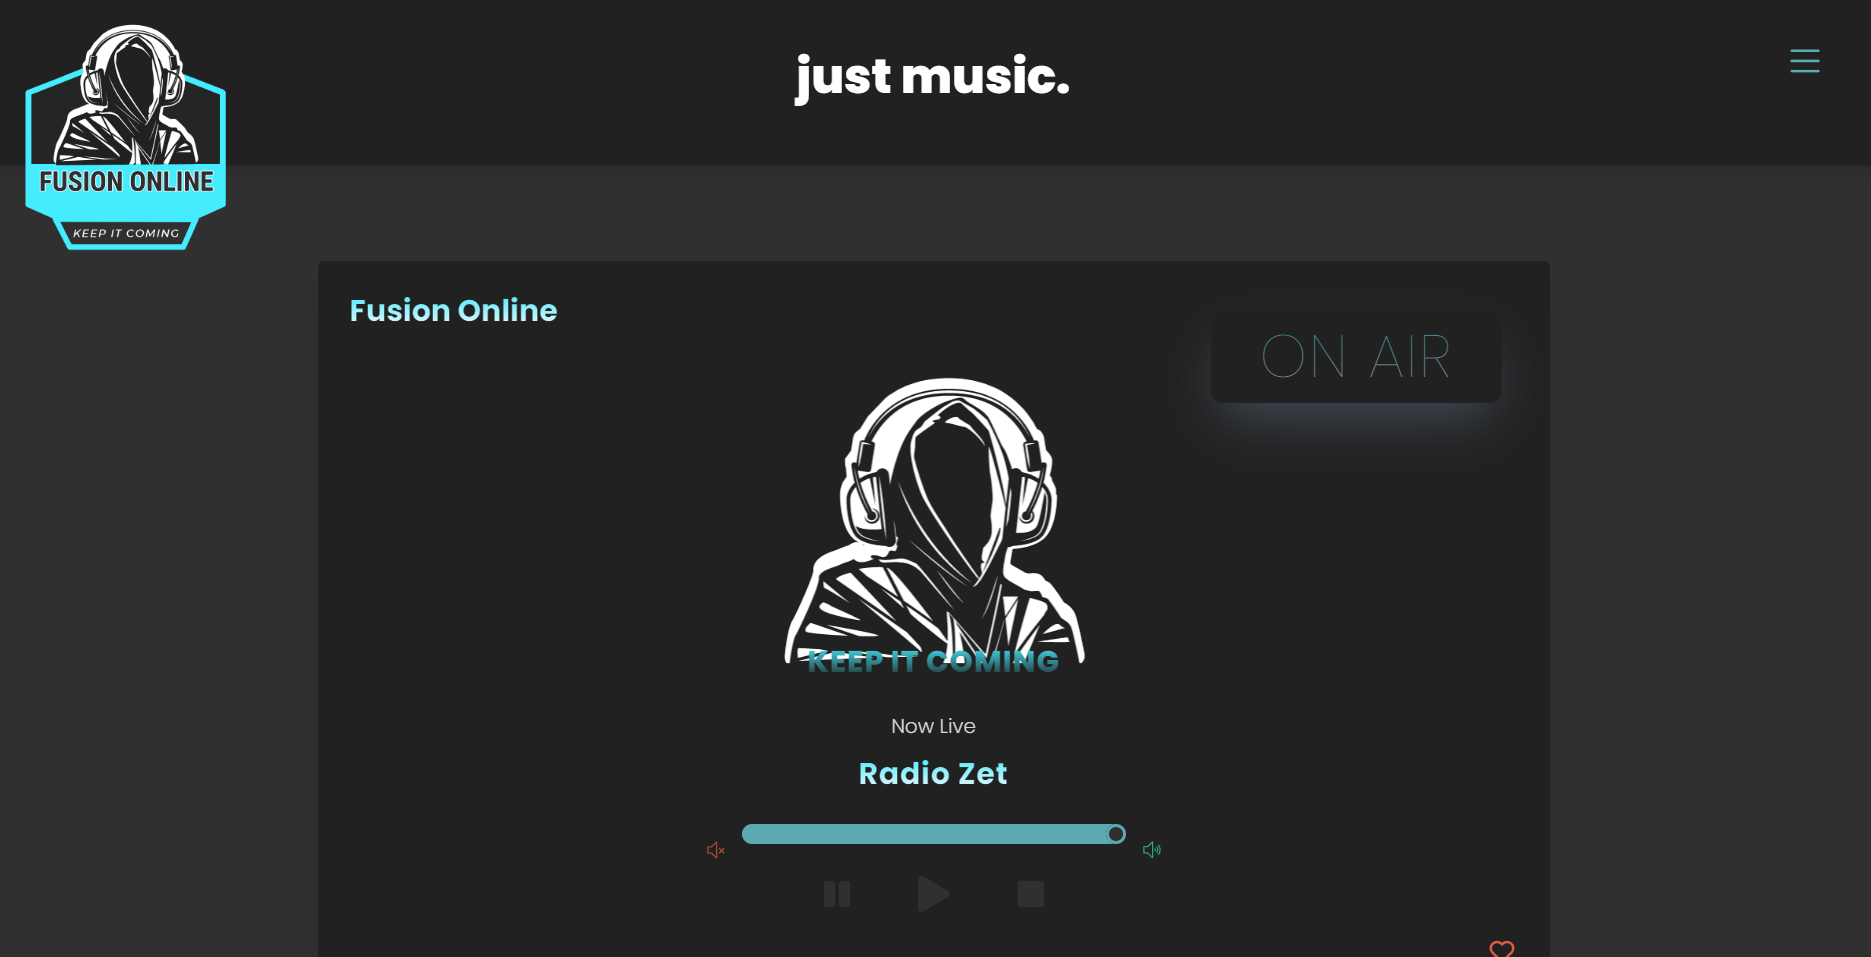 just music.
FUSION ONLINE
KEEP IT COMING
Fusion Online
ON AIR
KEEP IT COMING
Now Live
Radio Zet